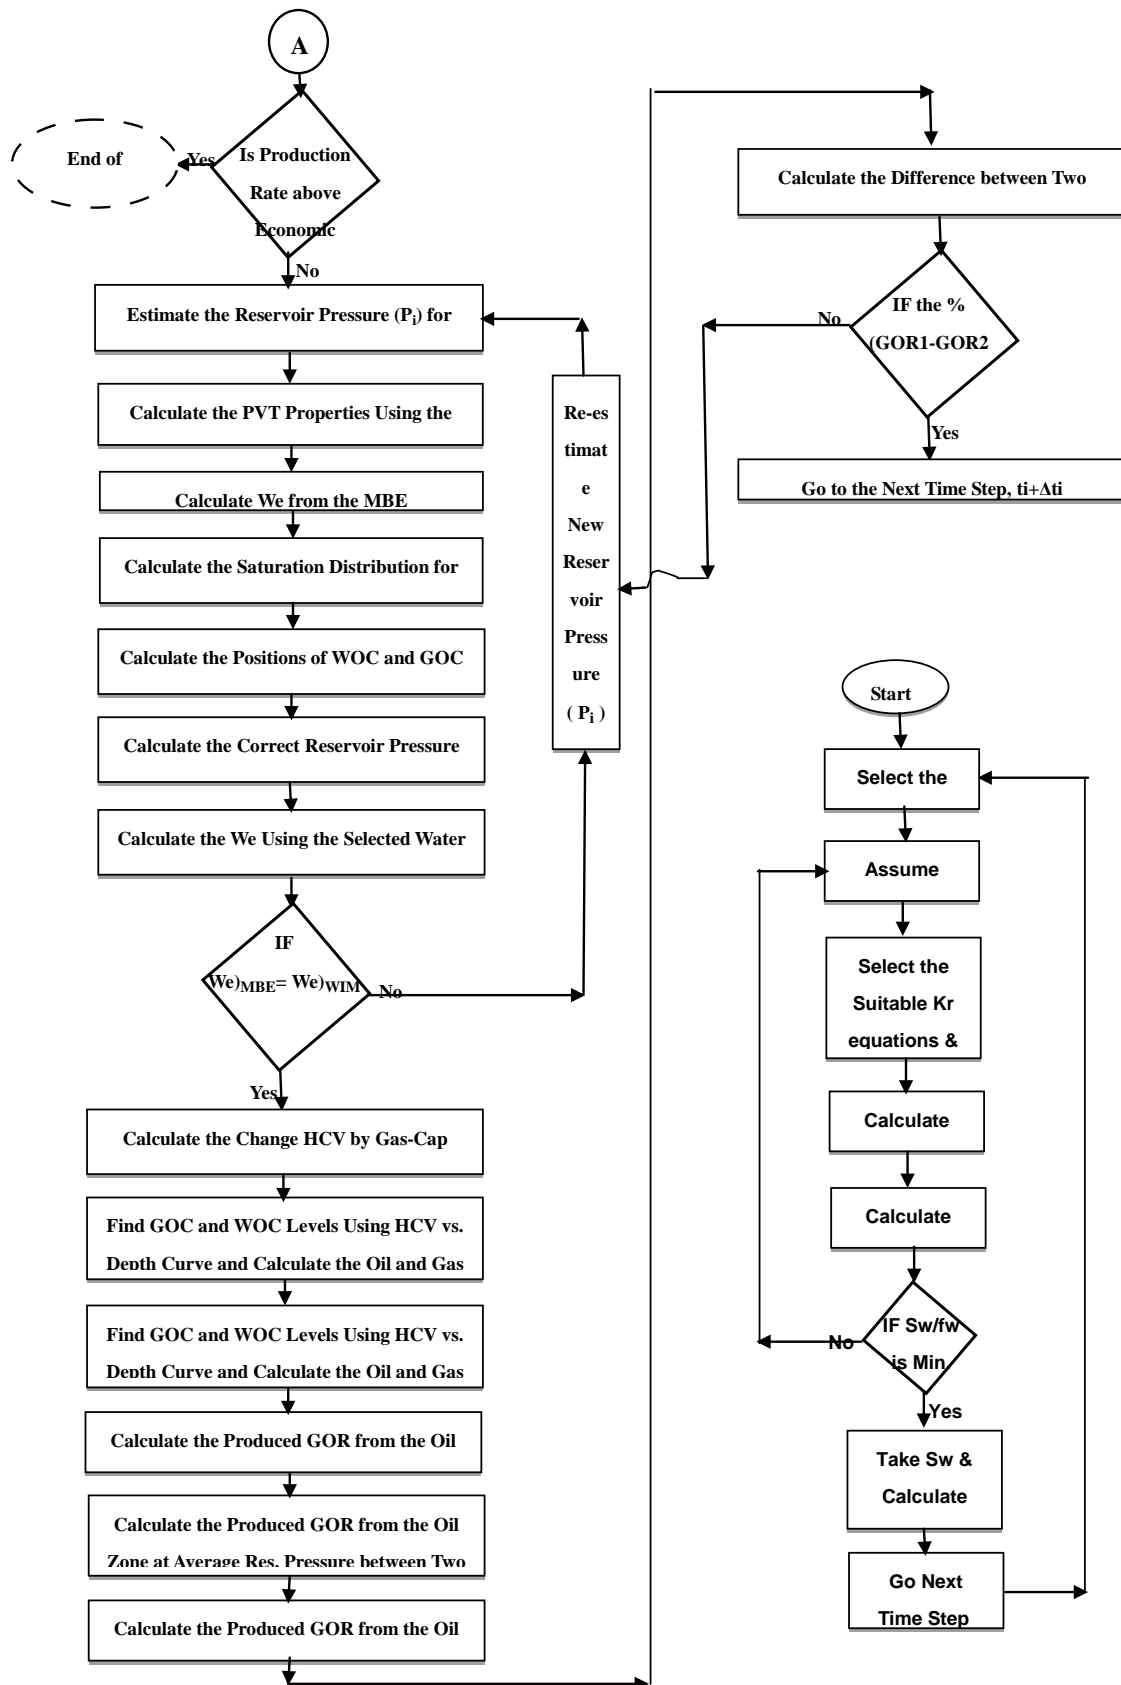 A
Is Production
Rate above
Economic
Yes
End of
No
Estimate the Reservoir Pressure (Pi) for
Calculate the PVT Properties Using the
Calculate We from the MBE
Calculate the Saturation Distribution for
Calculate the Positions of WOC and GOC
Calculate the Correct Reservoir Pressure
Calculate the We Using the Selected Water
IF
We)MBE= We)WIM
No
Yes
Calculate the Change HCV by Gas-Cap
Find GOC and WOC Levels Using HCV vs.
Depth Curve and Calculate the Oil and Gas
Find GOC and WOC Levels Using HCV vs.
Depth Curve and Calculate the Oil and Gas
Calculate the Produced GOR from the Oil
Calculate the Produced GOR from the Oil
Zone at Average Res. Pressure between Two
Calculate the Produced GOR from the Oil
Re-es
timat
e
New
Reser
voir
Press
ure
( Pi )
Calculate the Difference between Two
IF the %
(GOR1-GOR2
No
Yes
Go to the Next Time Step, ti+Δti
Start
Select the
Assume
Select the
Suitable Kr
equations &
Calculate
Calculate
IF Sw/fw
is Min
No
Yes
Take Sw &
Calculate
Go Next
Time Step